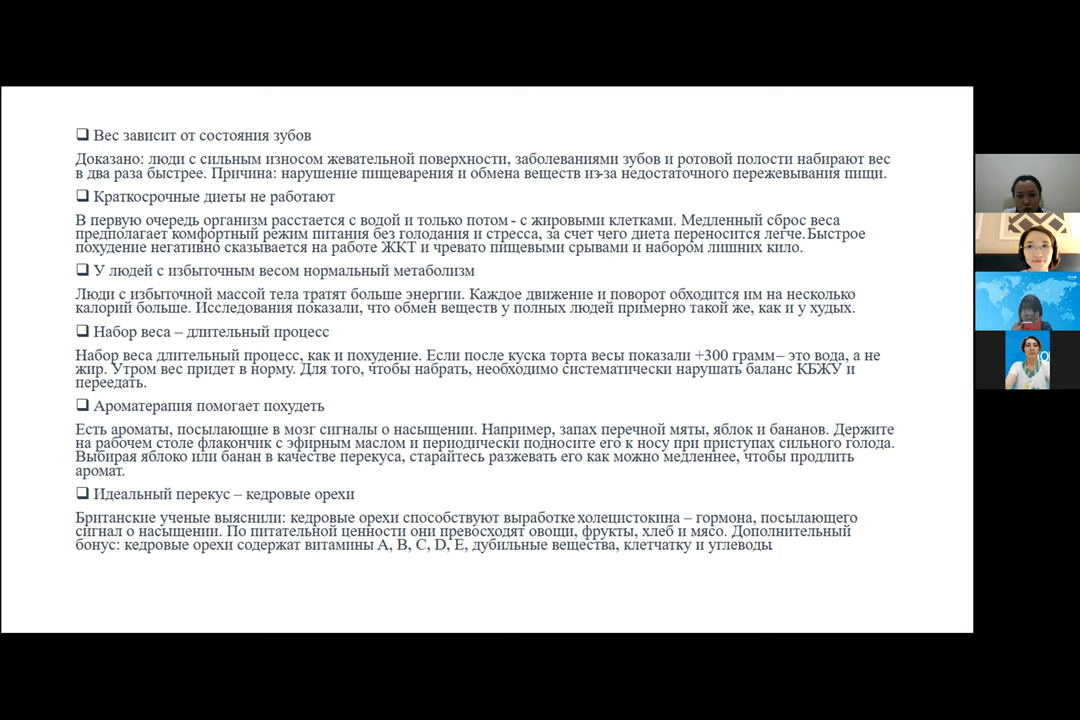 ❑ Вес зависит от состояния зубов
Доказано: люди с сильным износом жевательной поверхности, заболеваниями зубов и ротовой полости набирают вес
в два раза быстрее. Причина: нарушение пищеварения и обмена веществ из-за недостаточного пережевывания пищи.
❑ Краткосрочные диеты не работают
В первую очередь организм расстается с водой и только потом - с жировыми клетками. Медленный сброс веса
предполагает комфортный режим питания без голодания и стресса, за счет чего диета переносится легче.Быстрое
похудение негативно сказывается на работе ЖКТ и чревато пищевыми срывами и набором лишних кило.
❑ У людей с избыточным весом нормальный метаболизм
Люди с избыточной массой тела тратят больше энергии. Каждое движение и поворот обходится им на несколько
калорий больше. Исследования показали, что обмен веществ у полных людей примерно такой же, как и у худых.
❑ Набор веса – длительный процесс
Набор веса длительный процесс, как и похудение. Если после куска торта весы показали +300 грамм– это вода, а не
жир. Утром вес придет в норму. Для того, чтобы набрать, необходимо систематически нарушать баланс КБЖУ и
переедать.
❑ Ароматерапия помогает похудеть
Есть ароматы, посылающие в мозг сигналы о насыщении. Например, запах перечной мяты, яблок и бананов. Держите
на рабочем столе флакончик с эфирным маслом и периодически подносите его к носу при приступах сильного голода.
Выбирая яблоко или банан в качестве перекуса, старайтесь разжевать его как можно медленнее, чтобы продлить
аромат.
❑ Идеальный перекус – кедровые орехи
Британские ученые выяснили: кедровые орехи способствуют выработке холецистокина – гормона, посылающего
сигнал о насыщении. По питательной ценности они превосходят овощи, фрукты, хлеб и мясо. Дополнительный
бонус: кедровые орехи содержат витамины A, B, C, D, E, дубильные вещества, клетчатку и углеводы.